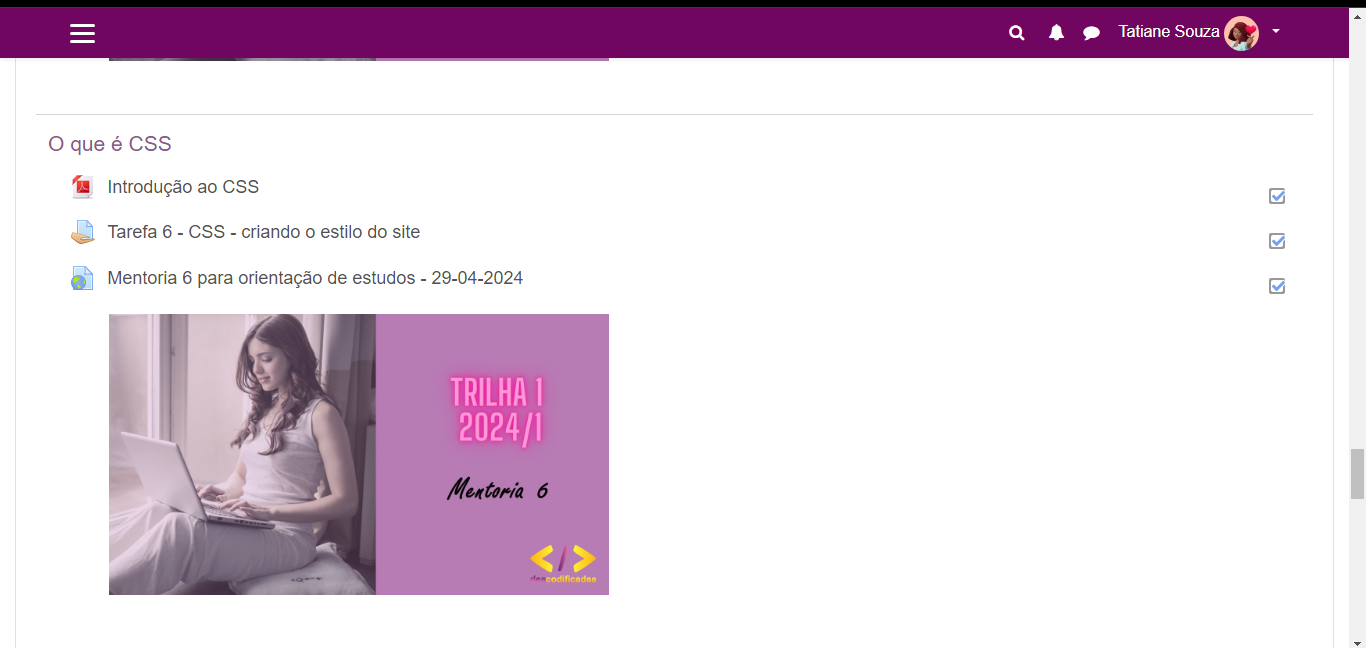 Tatiane Souza
O que é CSS
Introdução ao CSS
Tarefa 6 - CSS - criando o estilo do site
Mentoria 6 para orientação de estudos - 29-04-2024
TRILHA 1
2024/1
Mentoria 6
</>
descodificadas